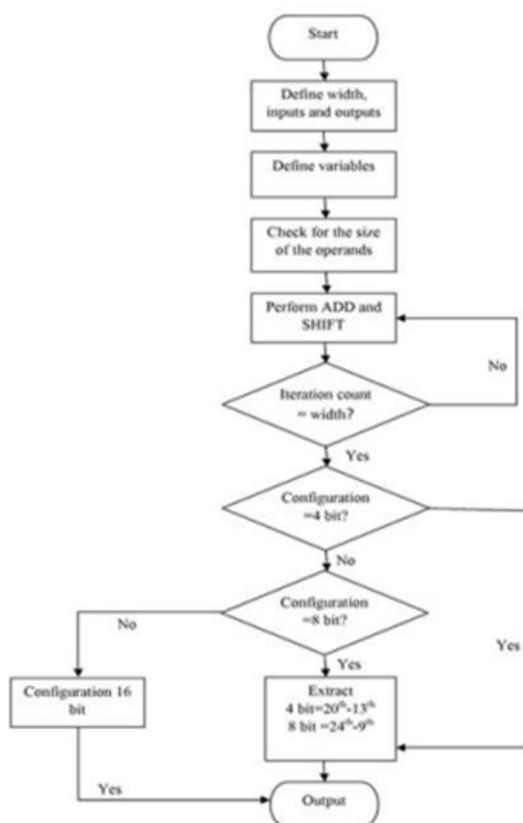 Start
Define width,
inputs and outputs
Define variables
Check for the size
of the operands
Perform ADD and
SHIFT
No
Iteration count
= width?
Yes
Configuration
=4 bit?
No
Configuration
=8 bit?
No
Yes
Yes
Configuration 16
bit
Extract
4 bit=20th-13th
8 bit =24th-9th
Yes
Output